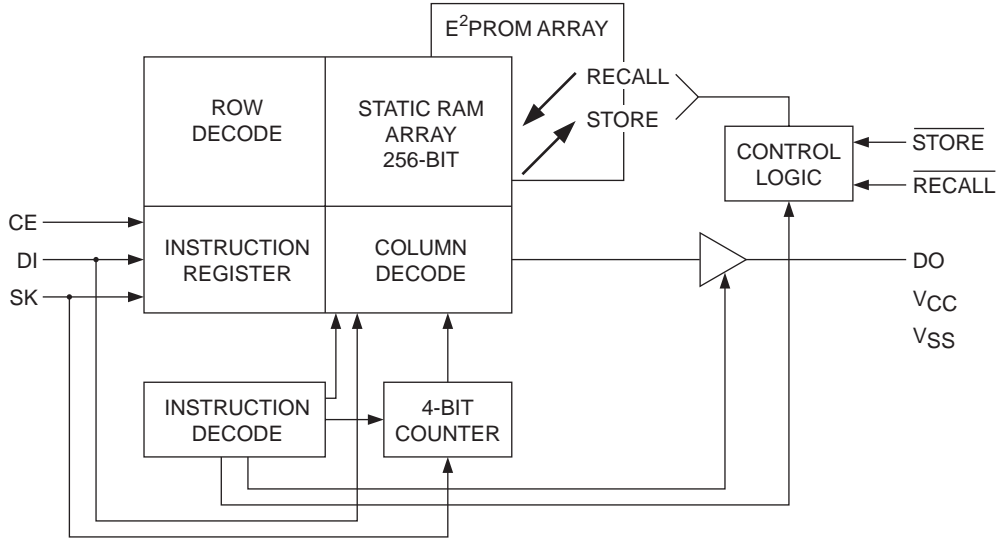 E²PROM ARRAY
ROW
DECODE
STATIC RAM
ARRAY
256-BIT
RECALL
STORE
CONTROL
LOGIC
STORE
RECALL
CE
DI
SK
INSTRUCTION
REGISTER
COLUMN
DECODE
DO
VCC
VSS
INSTRUCTION
DECODE
4-BIT
COUNTER